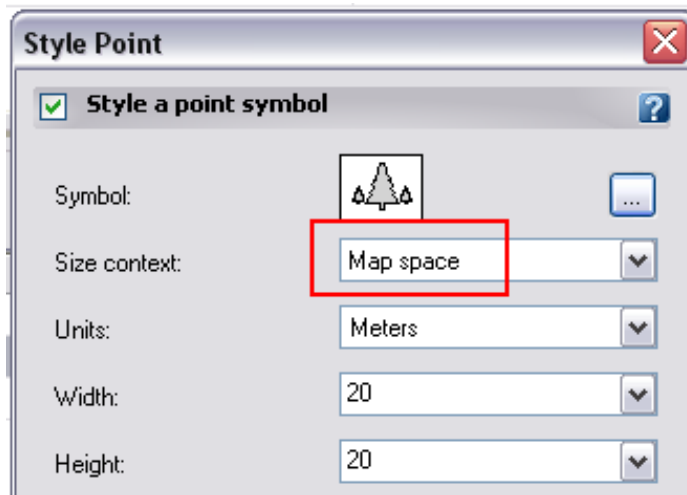 Style Point
Style a point symbol
?
Symbol:
...
Size context: Map space
Units: Meters
Width: 20
Height: 20